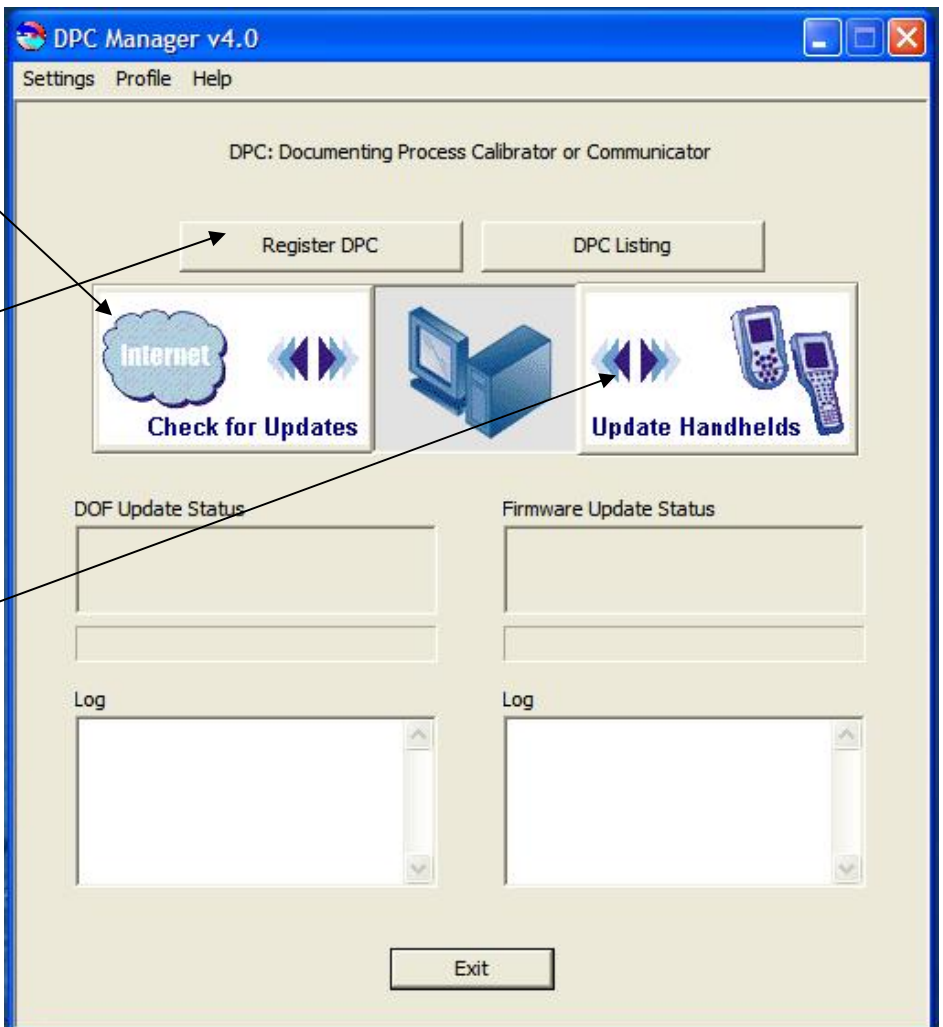 DPC Manager v4.0
Settings Profile Help
DPC: Documenting Process Calibrator or Communicator
Register DPC
DPC Listing
Internet
Check for Updates
Update Handhelds
DOF Update Status
Firmware Update Status
Log
Log
Exit